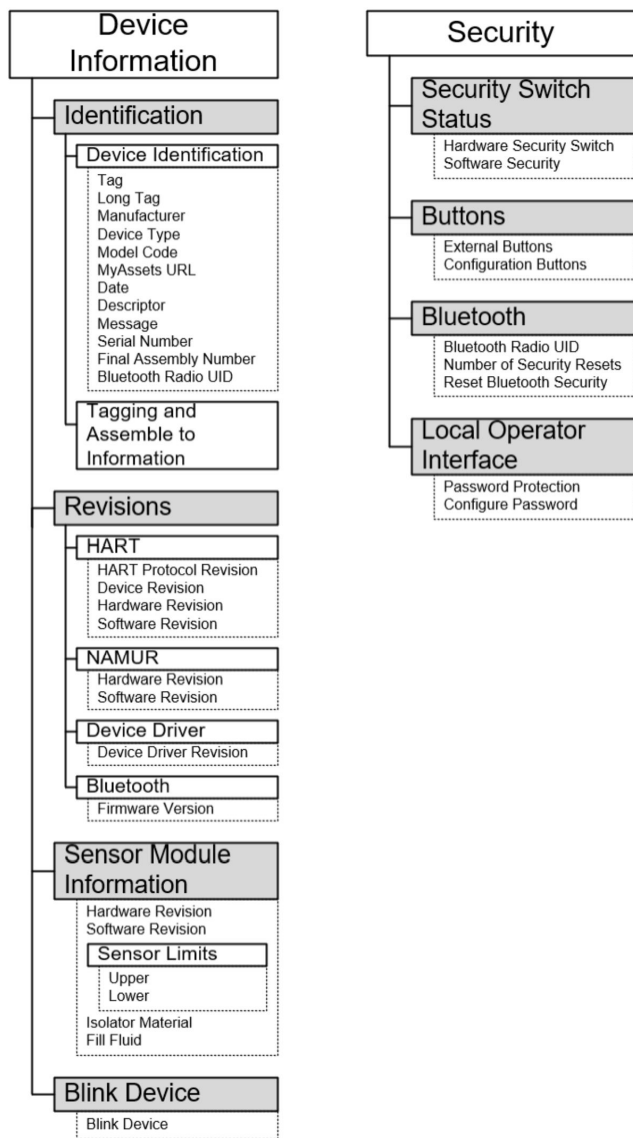 Device
Information
Identification
Device Identification
Tag
Long Tag
Manufacturer
Device Type
Model Code
MyAssets URL
Date
Descriptor
Message
Serial Number
Final Assembly Number
Bluetooth Radio UID
Tagging and
Assemble to
Information
Revisions
HART
HART Protocol Revision
Device Revision
Hardware Revision
Software Revision
NAMUR
Hardware Revision
Software Revision
Device Driver
Device Driver Revision
Bluetooth
Firmware Version
Sensor Module
Information
Hardware Revision
Software Revision
Sensor Limits
Upper
Lower
Isolator Material
Fill Fluid
Blink Device
Blink Device
Security
Security Switch
Status
Hardware Security Switch
Software Security
Buttons
External Buttons
Configuration Buttons
Bluetooth
Bluetooth Radio UID
Number of Security Resets
Reset Bluetooth Security
Local Operator
Interface
Password Protection
Configure Password